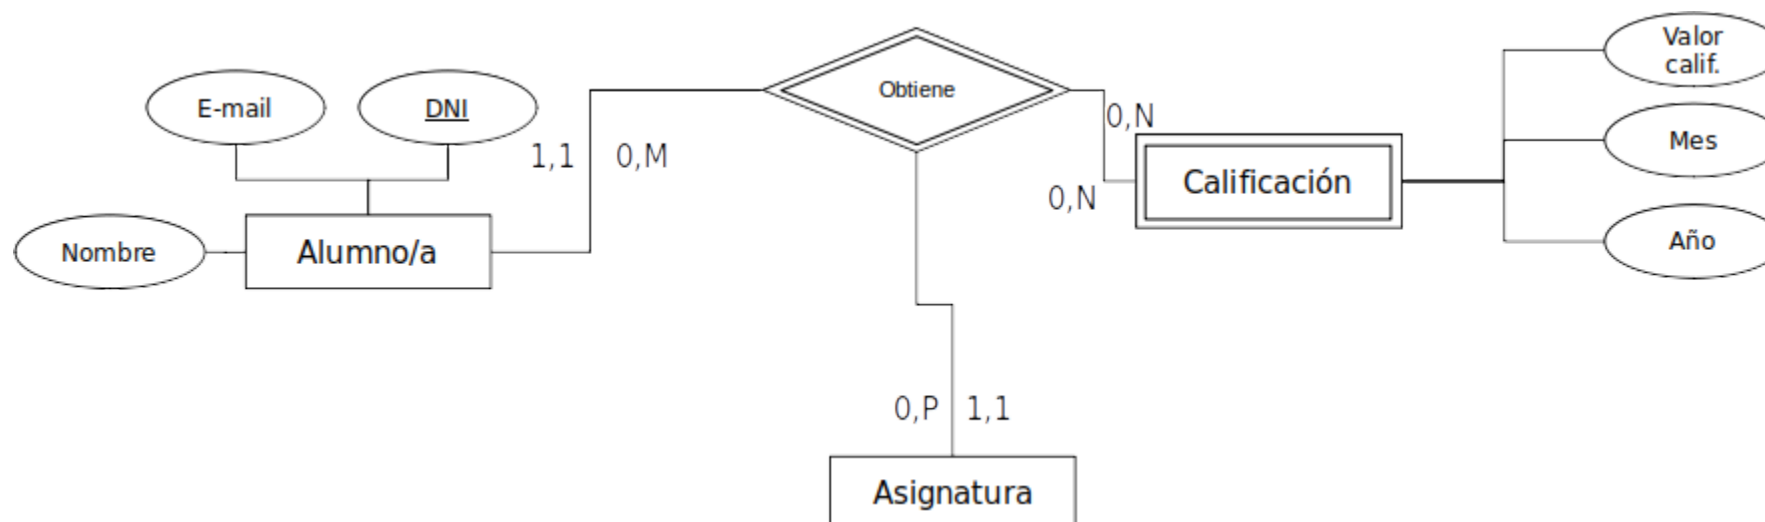 Valor
calif.
Obtiene
E-mail
DNI
0,N
Mes
1,1
0,M
Calificación
0,N
Nombre
Alumno/a
Año
0,P
1,1
Asignatura